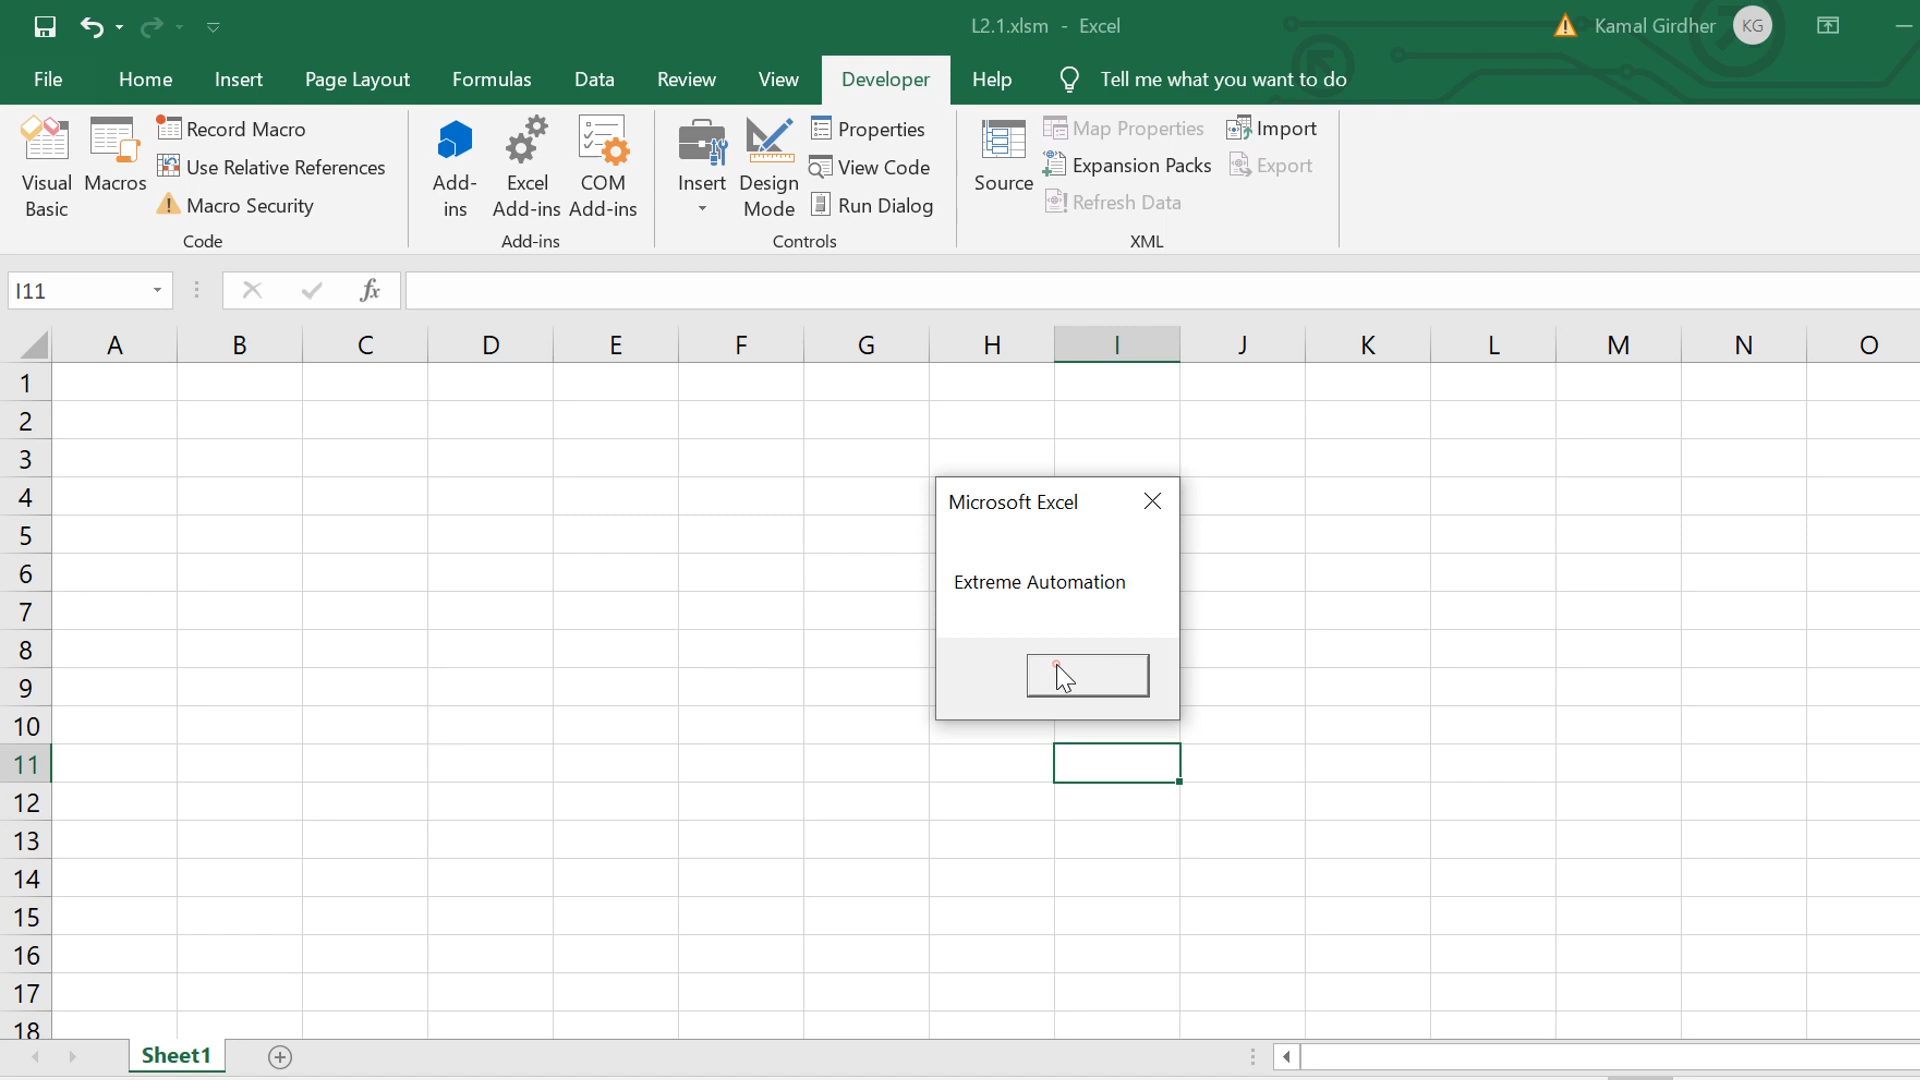 L2.1.xlsm - Excel
Kamal Girdher KG
File Home Insert Page Layout Formulas Data Review View Developer Help Tell me what you want to do
Visual Basic
Macros
Record Macro
Use Relative References
Macro Security
Code
Add-ins
Excel Add-ins
COM Add-ins
Add-ins
Insert
Design Mode
Properties
View Code
Run Dialog
Controls
Source
Map Properties
Expansion Packs
Refresh Data
Import
Export
XML
I11
fx
A B C D E F G H I J K L M N O
1
2
3
4
5
6
7
8
9
10
11
12
13
14
15
16
17
18
Microsoft Excel
Extreme Automation
Sheet1